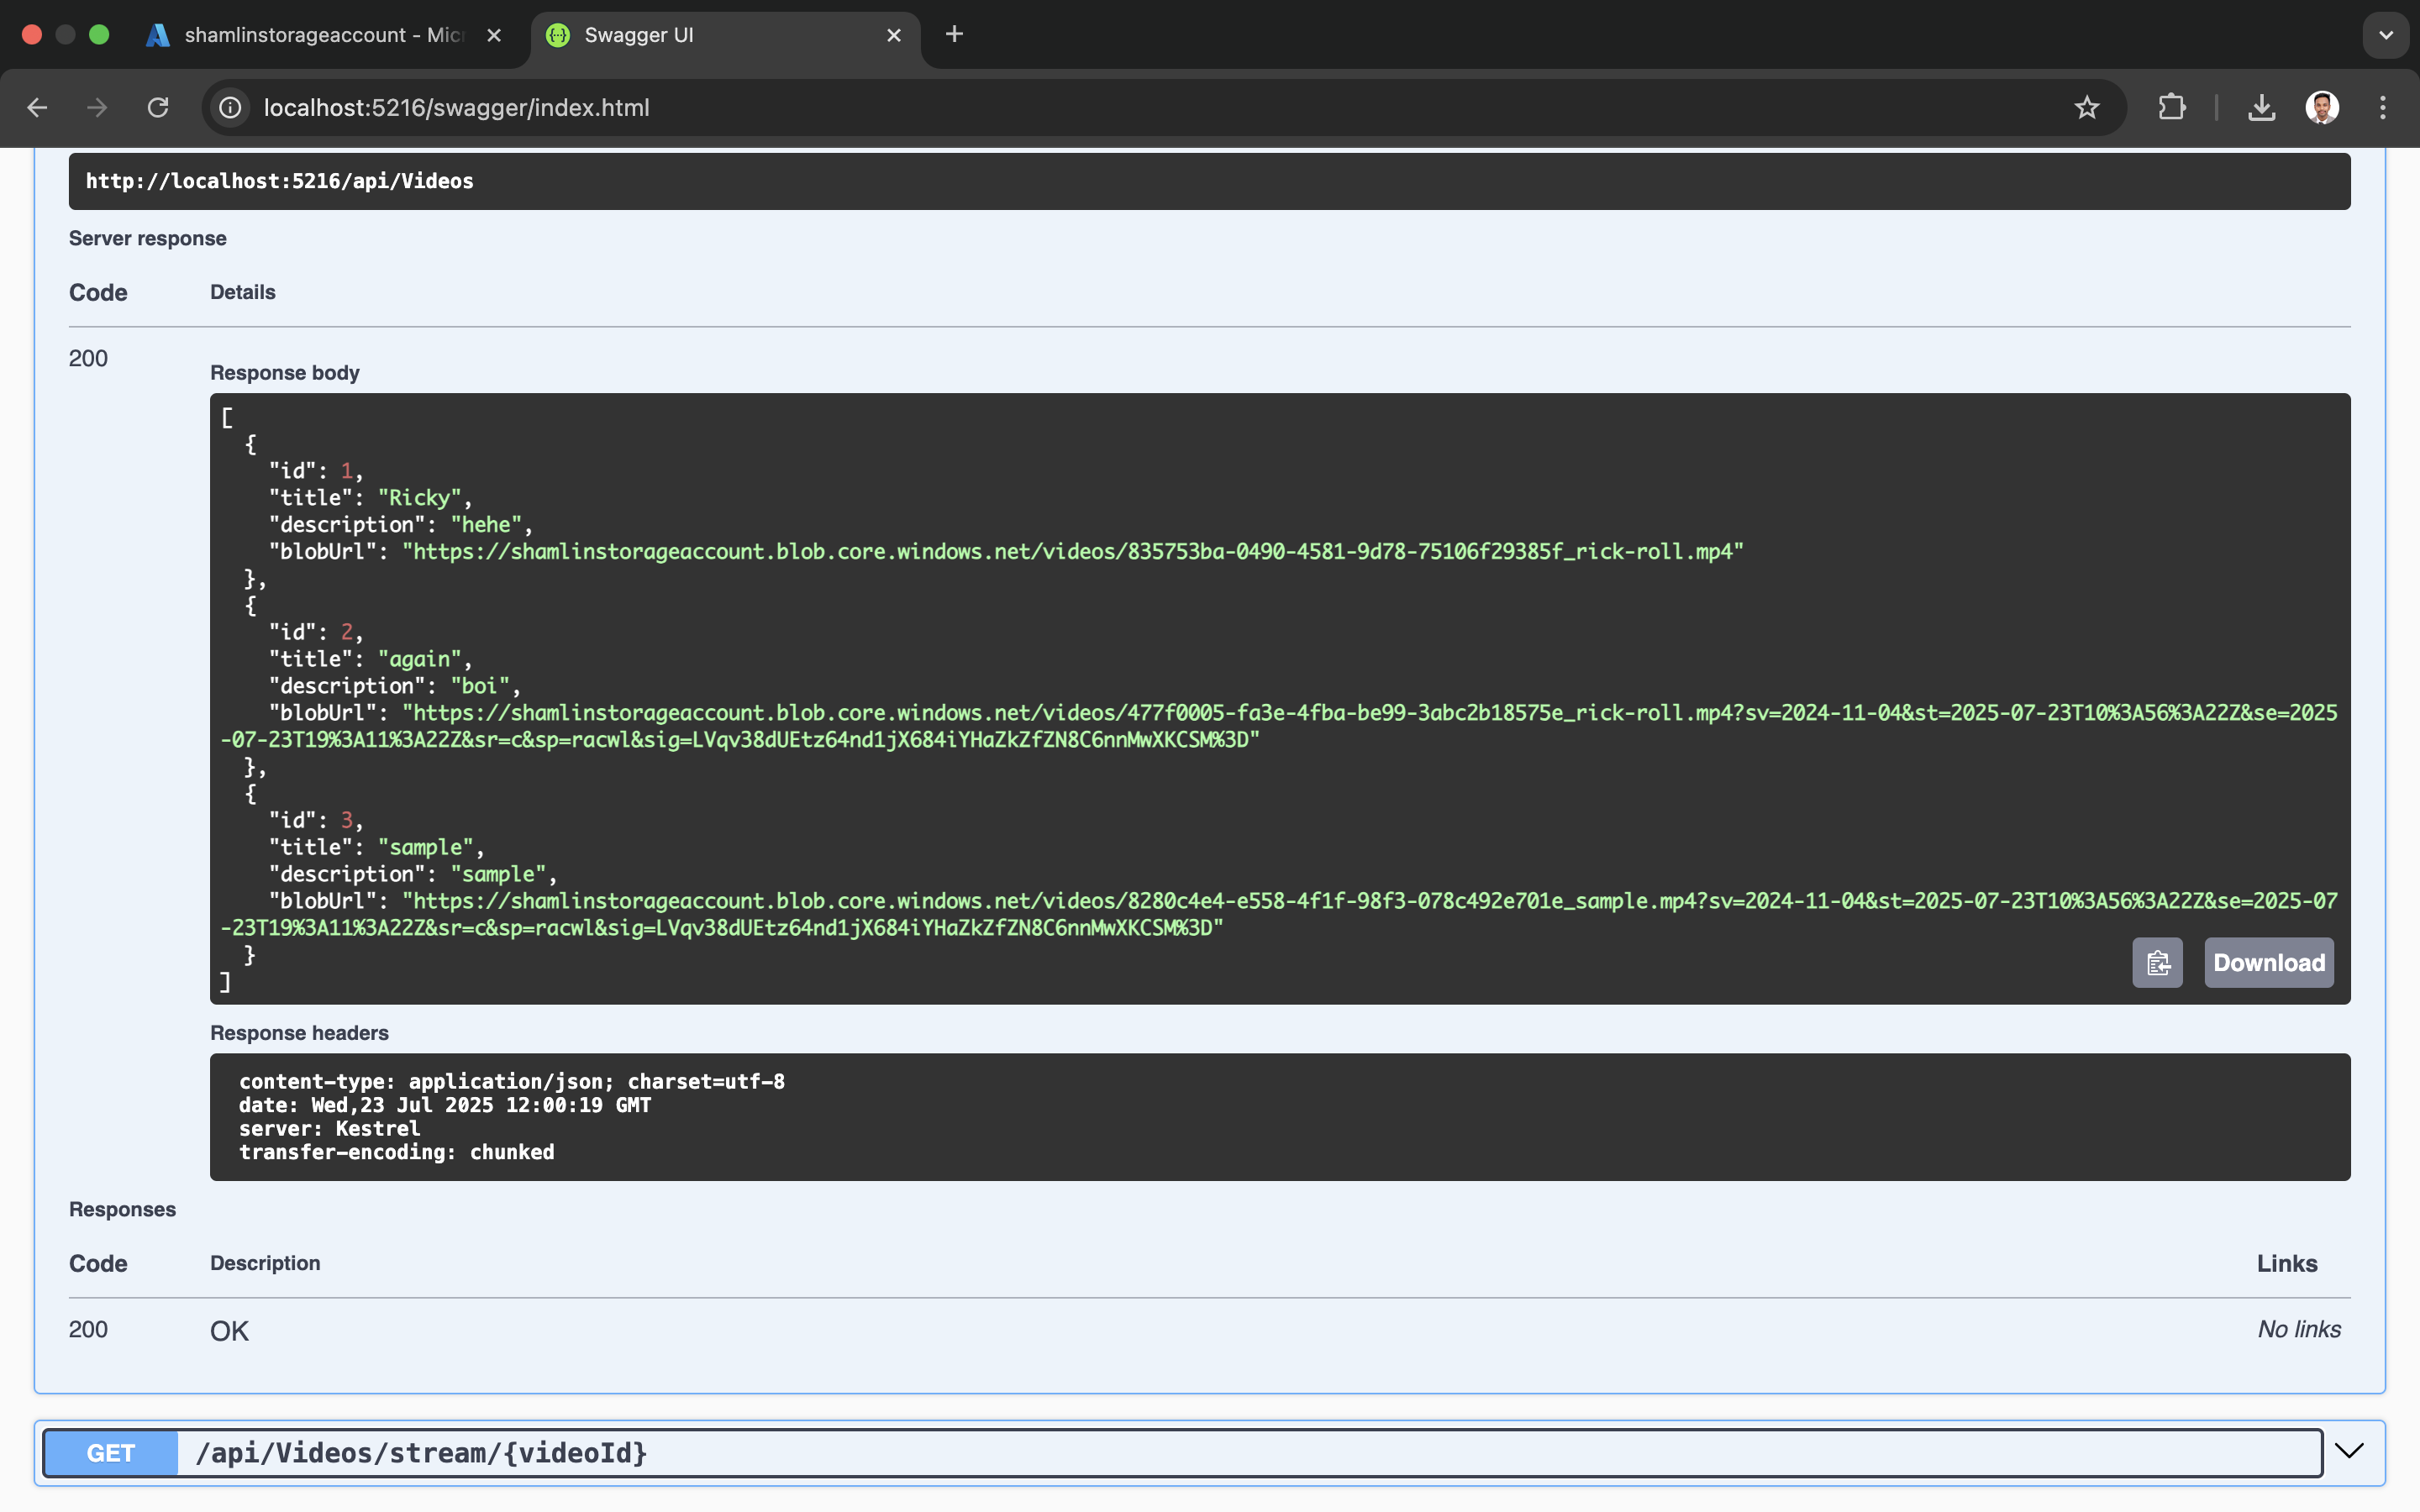 shamlinstorageaccount - Mic
Swagger UI
localhost:5216/swagger/index.html
http://localhost:5216/api/Videos
Server response
Code Details
200
Response body
[
  {
    "id": 1,
    "title": "Ricky",
    "description": "hehe",
    "blobUrl": "https://shamlinstorageaccount.blob.core.windows.net/videos/835753ba-0490-4581-9d78-75106f29385f_rick-roll.mp4"
  },
  {
    "id": 2,
    "title": "again",
    "description": "boi",
    "blobUrl": "https://shamlinstorageaccount.blob.core.windows.net/videos/477f0005-fa3e-4fba-be99-3abc2b18575e_rick-roll.mp4?sv=2024-11-04&st=2025-07-23T10%3A56%3A22Z&se=2025
-07-23T19%3A11%3A22Z&sr=c&sp=racwl&sig=LVqv38dUEtz64nd1jX684iYHaZkZfZN8C6nnMwXKCSM%3D"
  },
  {
    "id": 3,
    "title": "sample",
    "description": "sample",
    "blobUrl": "https://shamlinstorageaccount.blob.core.windows.net/videos/8280c4e4-e558-4f1f-98f3-078c492e701e_sample.mp4?sv=2024-11-04&st=2025-07-23T10%3A56%3A22Z&se=2025-07
-23T19%3A11%3A22Z&sr=c&sp=racwl&sig=LVqv38dUEtz64nd1jX684iYHaZkZfZN8C6nnMwXKCSM%3D"
  }
]
Download
Response headers
content-type: application/json; charset=utf-8
date: Wed,23 Jul 2025 12:00:19 GMT
server: Kestrel
transfer-encoding: chunked
Responses
Code Description Links
200 OK No links
GET /api/Videos/stream/{videoId}